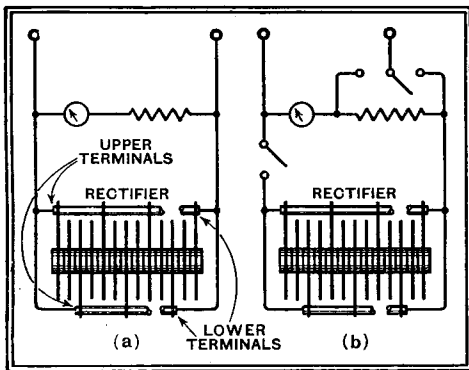 UPPER
TERMINALS
RECTIFIER
RECTIFIER
(a)
LOWER
TERMINALS
(b)